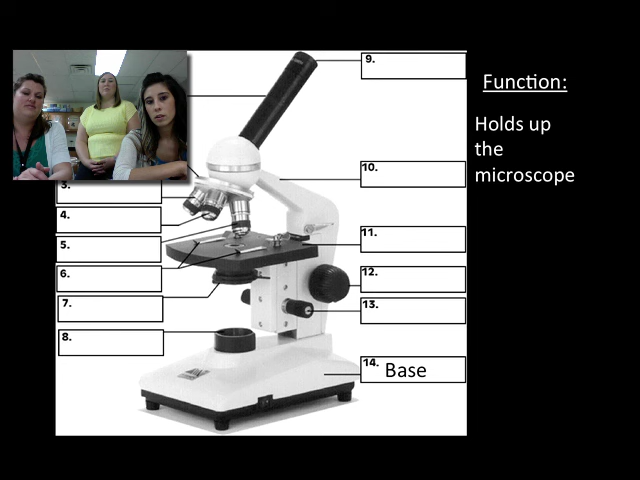 9.
Function:
Holds up
the
microscope
10.
3.
4.
11.
5.
12.
6.
13.
7.
8.
14. Base